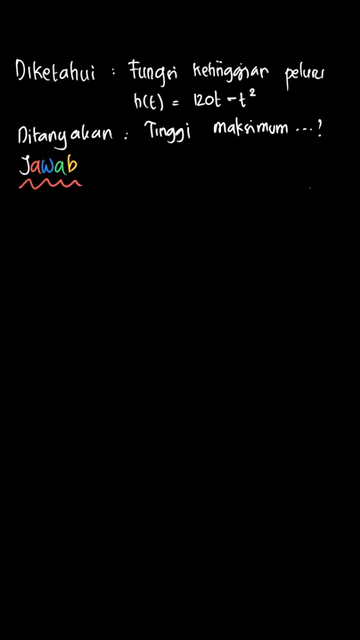 Diketahui : Fungsi ketinggian peluru
h(t) = 120t - t²
Ditanyakan : Tinggi maksimum ...?
Jawab